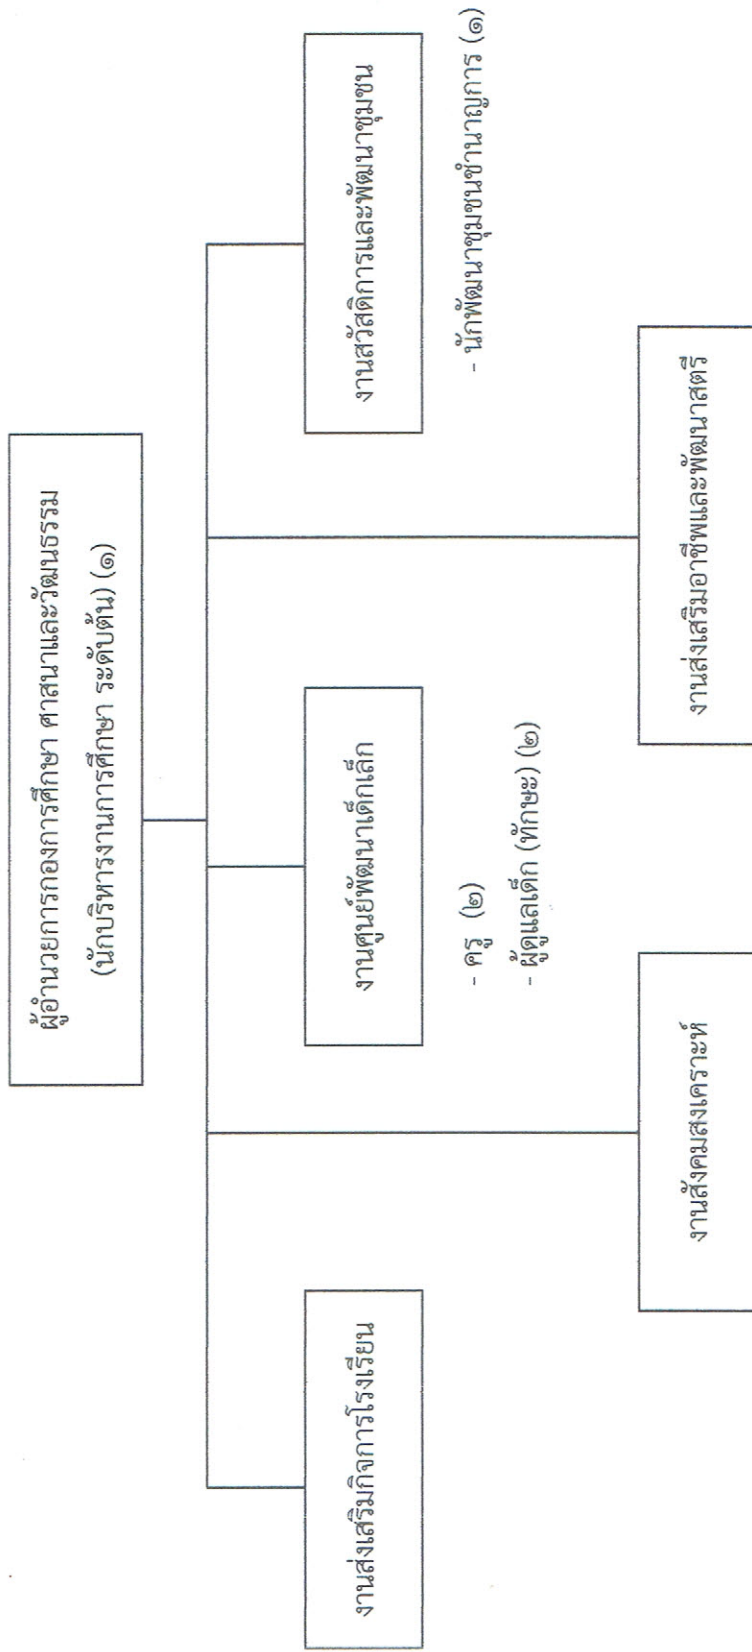 ผู้อำนวยการกองการศึกษา ศาสนาและวัฒนธรรม
(นักบริหารงานการศึกษา ระดับต้น) (๑)
งานส่งเสริมกิจการโรงเรียน
งานศูนย์พัฒนาเด็กเล็ก
- ครู (๒)
- ผู้ดูแลเด็ก (ทักษะ) (๒)
งานสวัสดิการและพัฒนาชุมชน
- นักพัฒนาชุมชนชำนาญการ (๑)
งานสังคมสงเคราะห์
งานส่งเสริมอาชีพและพัฒนาสตรี